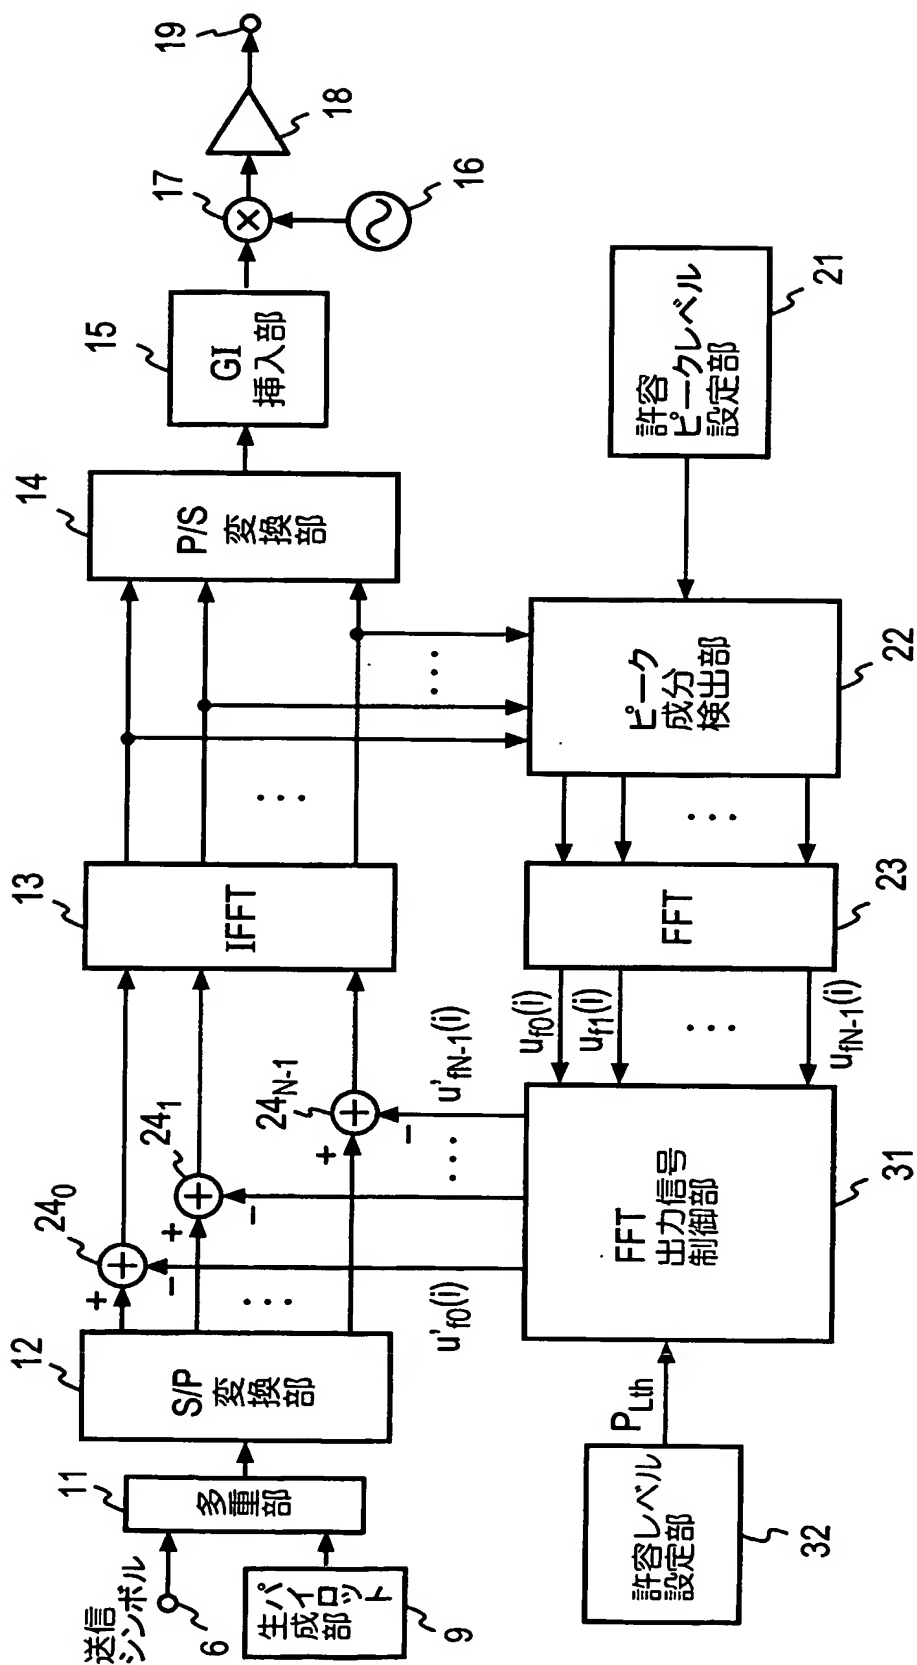 送信
シンボル
6
パイロット
生成部
9
多重部
11
S/P
変換部
12
+
−
24₀
+
−
24₁
+
−
24N-1
. . .
u'f0(i)
. . .
u'fN-1(i)
IFFT
13
. . .
P/S
変換部
14
GI
挿入部
15
16
17
18
19
許容
ピークレベル
設定部
21
ピーク
成分
検出部
22
. . .
. . .
FFT
23
uf0(i)
uf1(i)
. . .
ufN-1(i)
FFT
出力信号
制御部
31
PLth
許容レベル
設定部
32